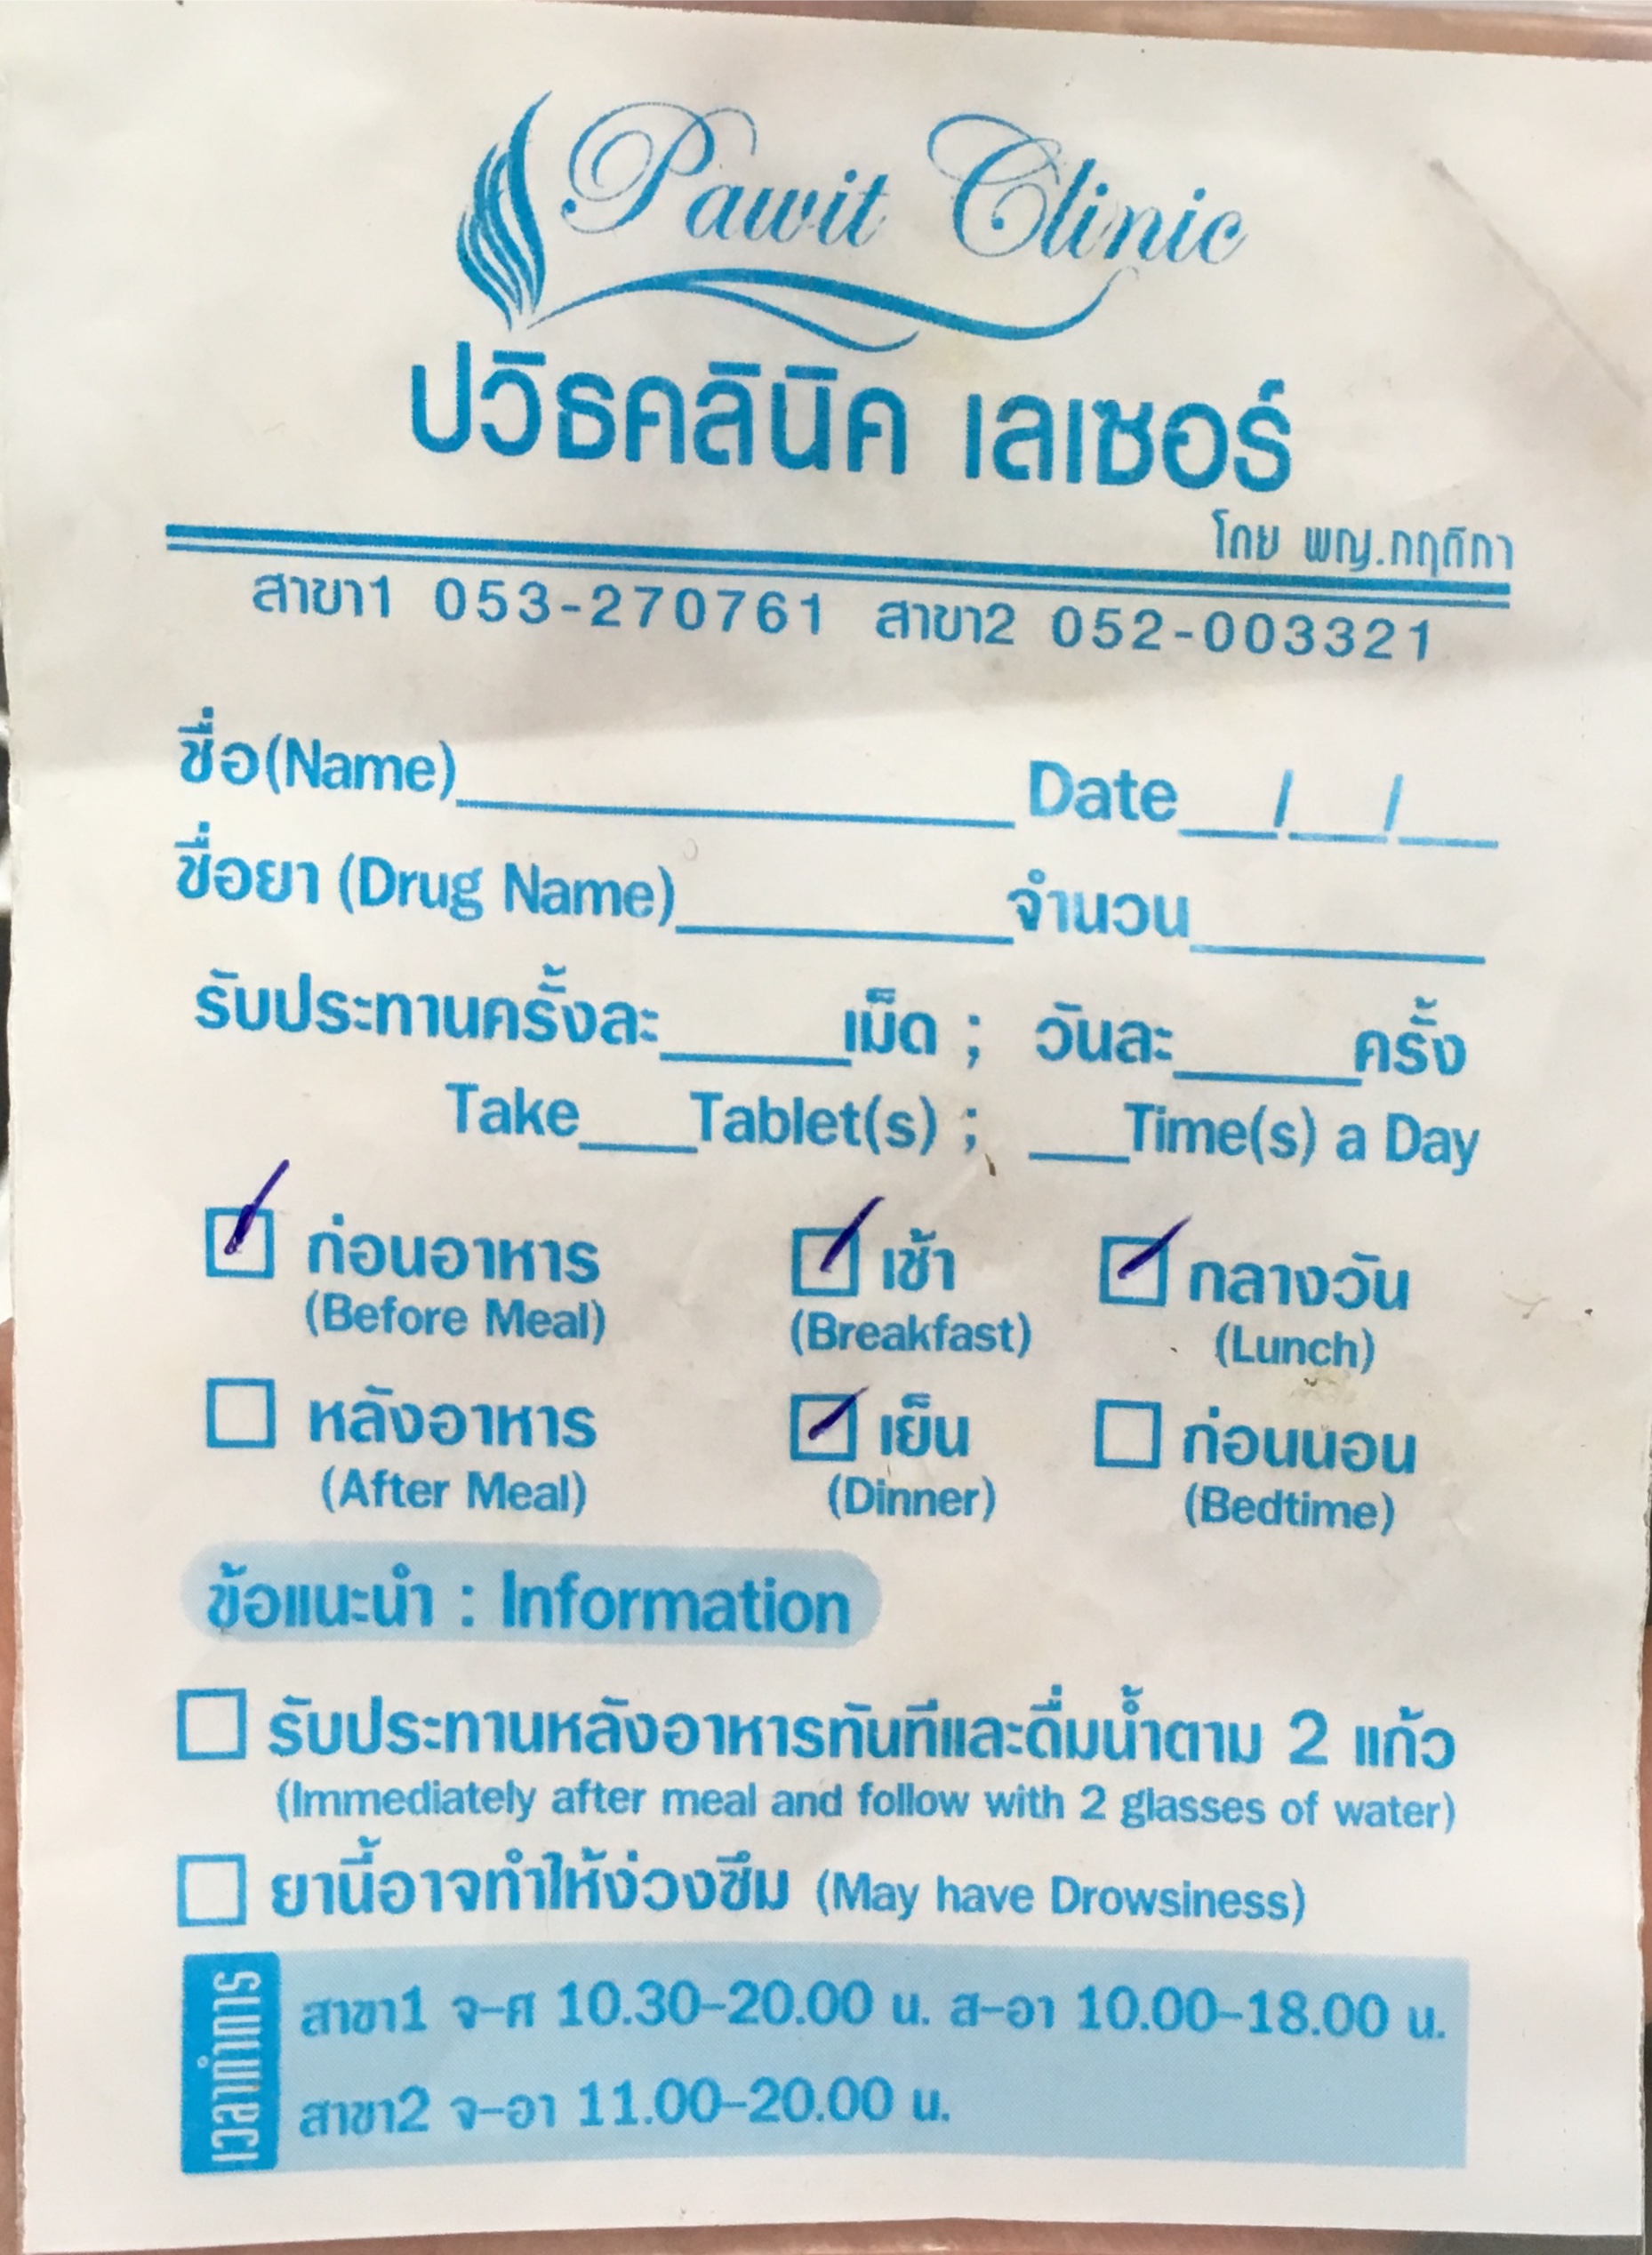 Pawit Clinic
ปวิธคลินิค เลเซอร์
โดย พญ.กฤติกา
สาขา1 053-270761 สาขา2 052-003321
ชื่อ(Name)____________ Date___/___/___
ชื่อยา (Drug Name)________จำนวน________
รับประทานครั้งละ_____เม็ด ; วันละ_____ครั้ง
Take___Tablet(s) ; ___Time(s) a Day
☑ ก่อนอาหาร ☑ เช้า ☑ กลางวัน
(Before Meal) (Breakfast) (Lunch)
☐ หลังอาหาร ☑ เย็น ☐ ก่อนนอน
(After Meal) (Dinner) (Bedtime)
ข้อแนะนำ : Information
☐ รับประทานหลังอาหารทันทีและดื่มน้ำตาม 2 แก้ว
(Immediately after meal and follow with 2 glasses of water)
☐ ยานี้อาจทำให้ง่วงซึม (May have Drowsiness)
เวลาทำการ
สาขา1 จ-ศ 10.30-20.00 น. ส-อา 10.00-18.00 น.
สาขา2 จ-อา 11.00-20.00 น.